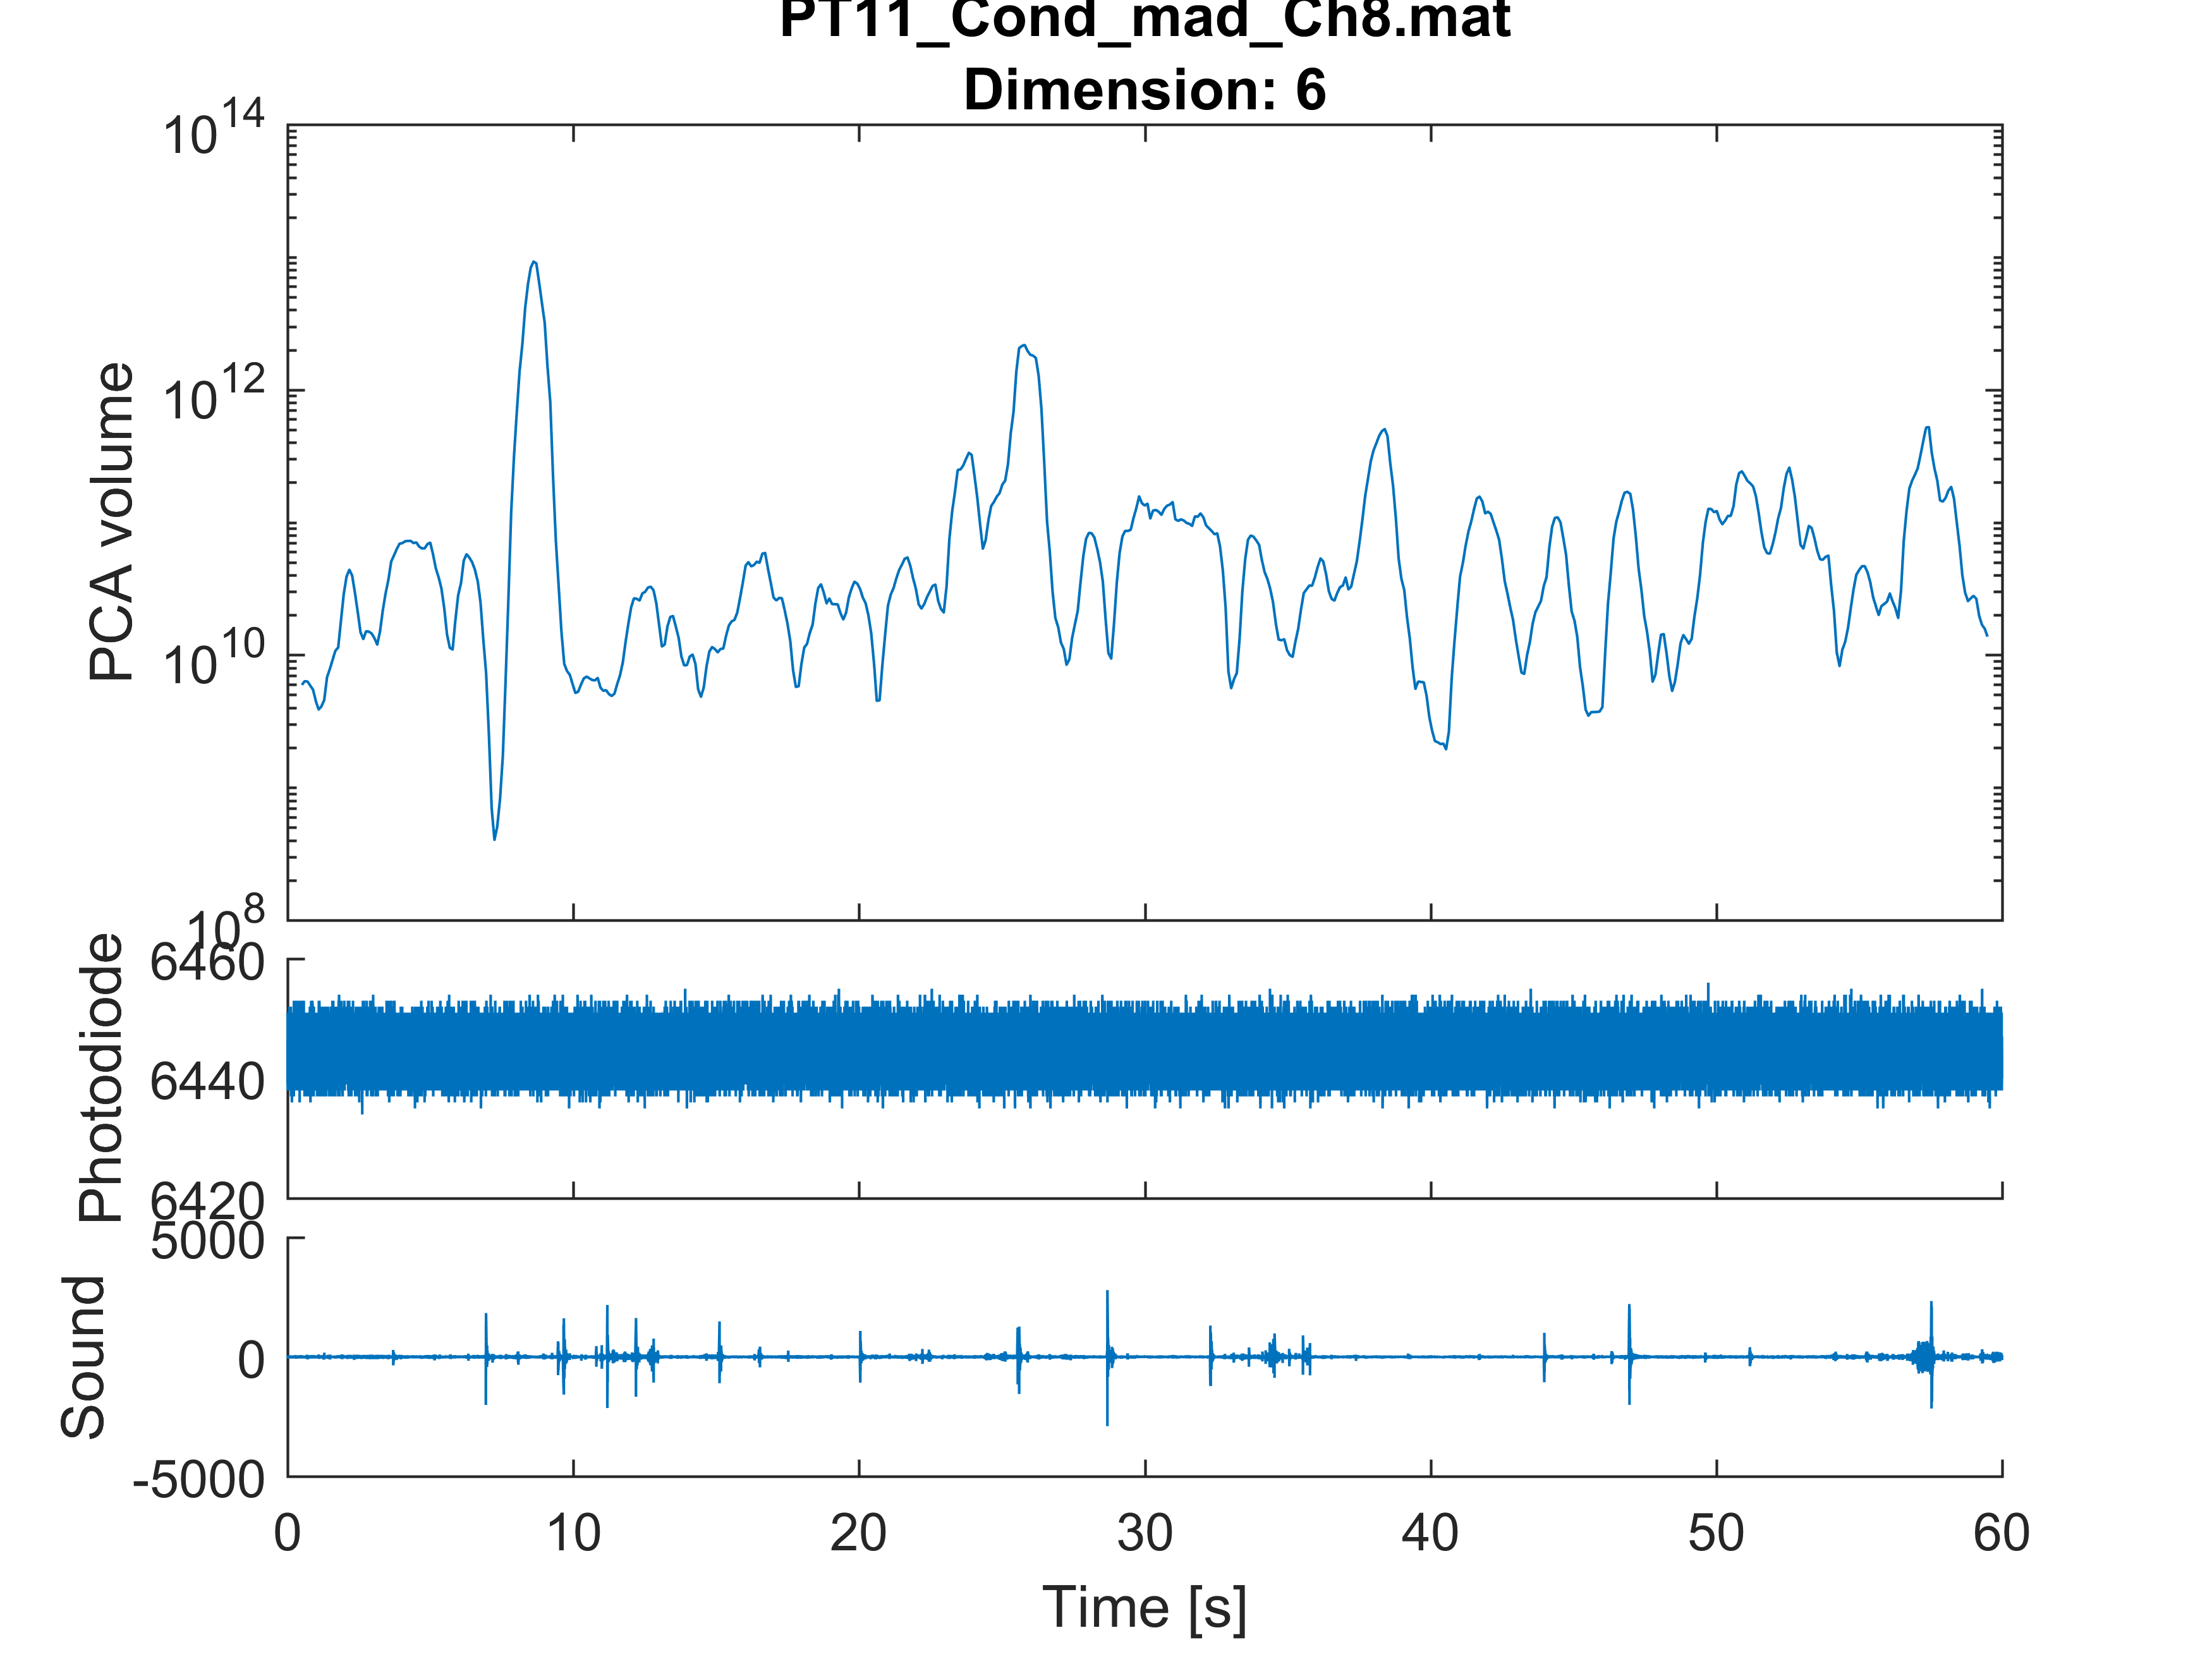 PT11_Cond_mad_Ch8.mat
Dimension: 6
10^14
10^12
10^10
10^8
PCA volume
6460
6440
6420
Photodiode
5000
0
-5000
Sound
0 10 20 30 40 50 60
Time [s]